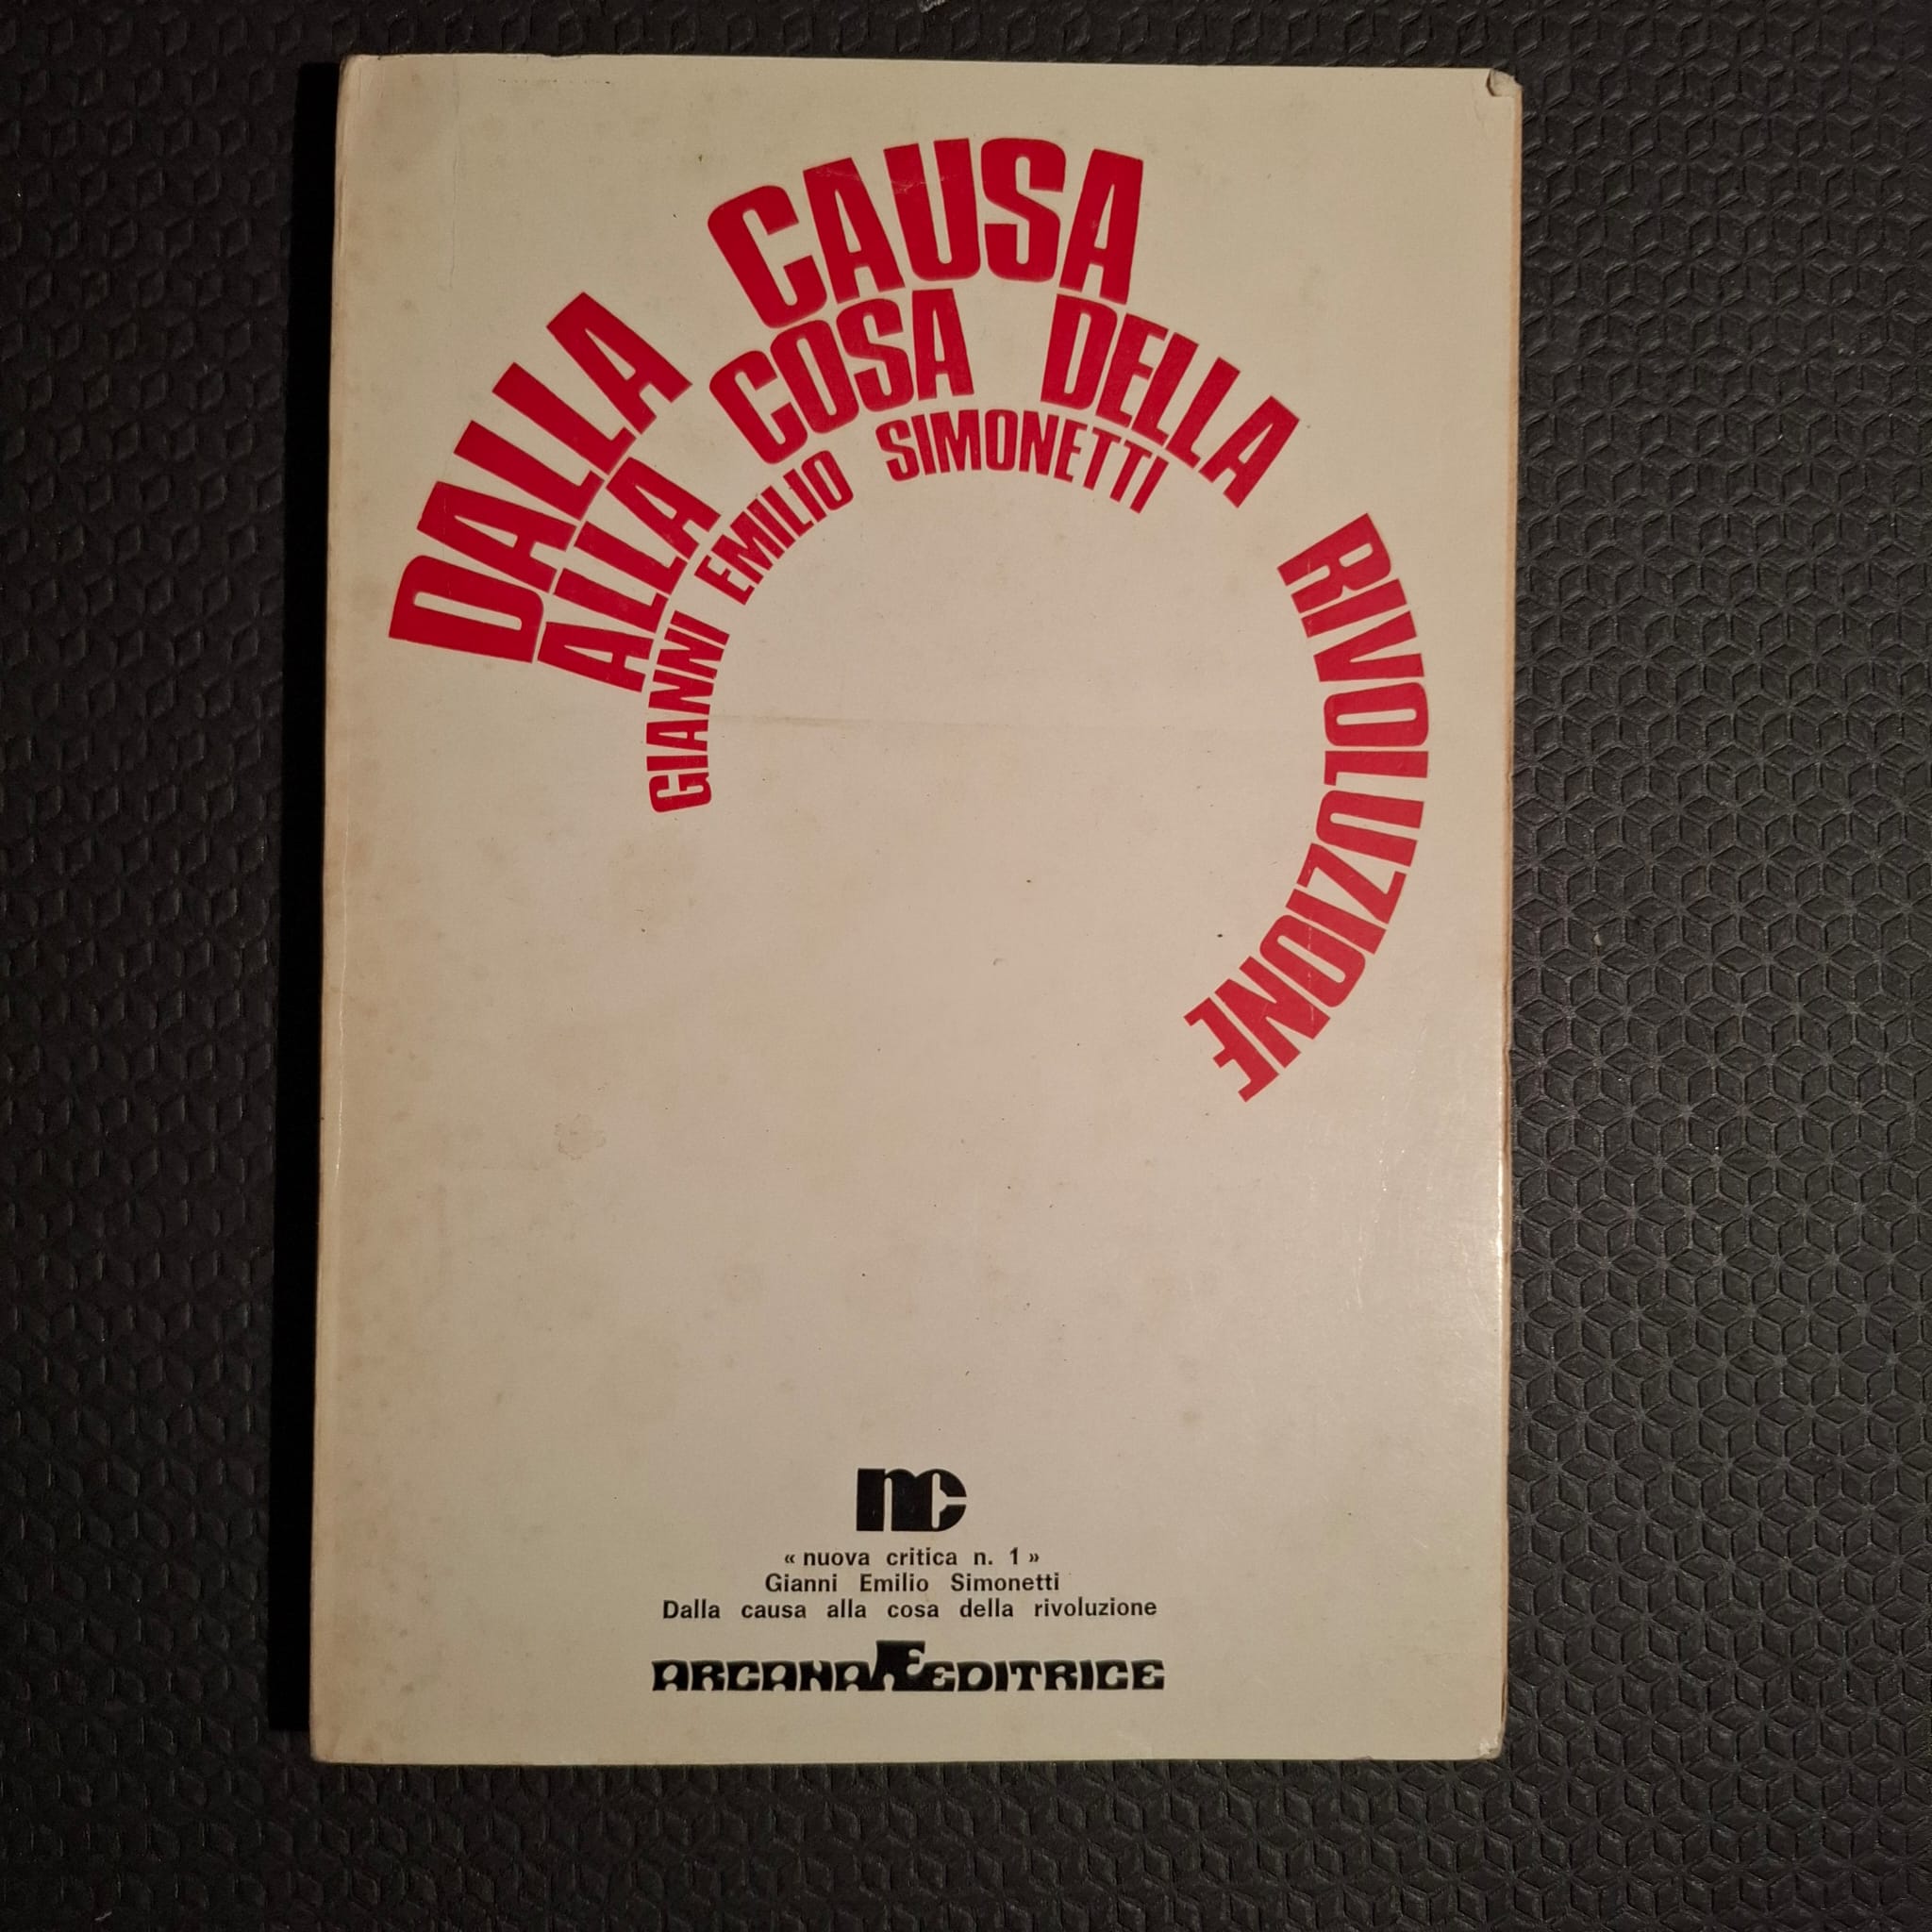 DALLA CAUSA
ALLA COSA DELLA RIVOLUZIONE
GIANNI EMILIO SIMONETTI
nc
« nuova critica n. 1 »
Gianni Emilio Simonetti
Dalla causa alla cosa della rivoluzione
ARCANA Æ EDITRICE